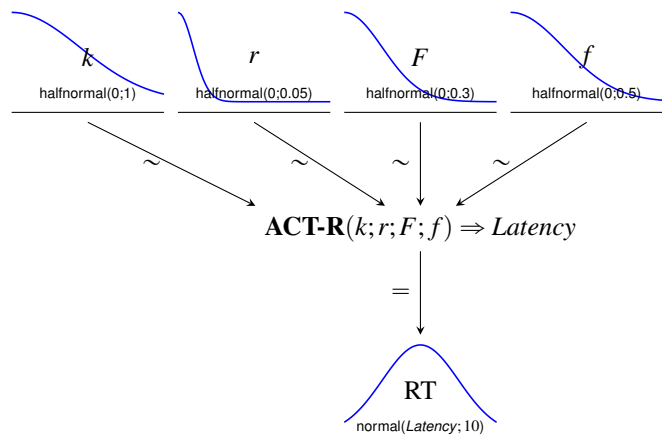 k r F f
halfnormal(0;1) halfnormal(0;0.05) halfnormal(0;0.3) halfnormal(0;0.5)
∼ ∼ ∼ ∼
ACT-R(k;r;F;f) ⇒ Latency
=
RT
normal(Latency;10)